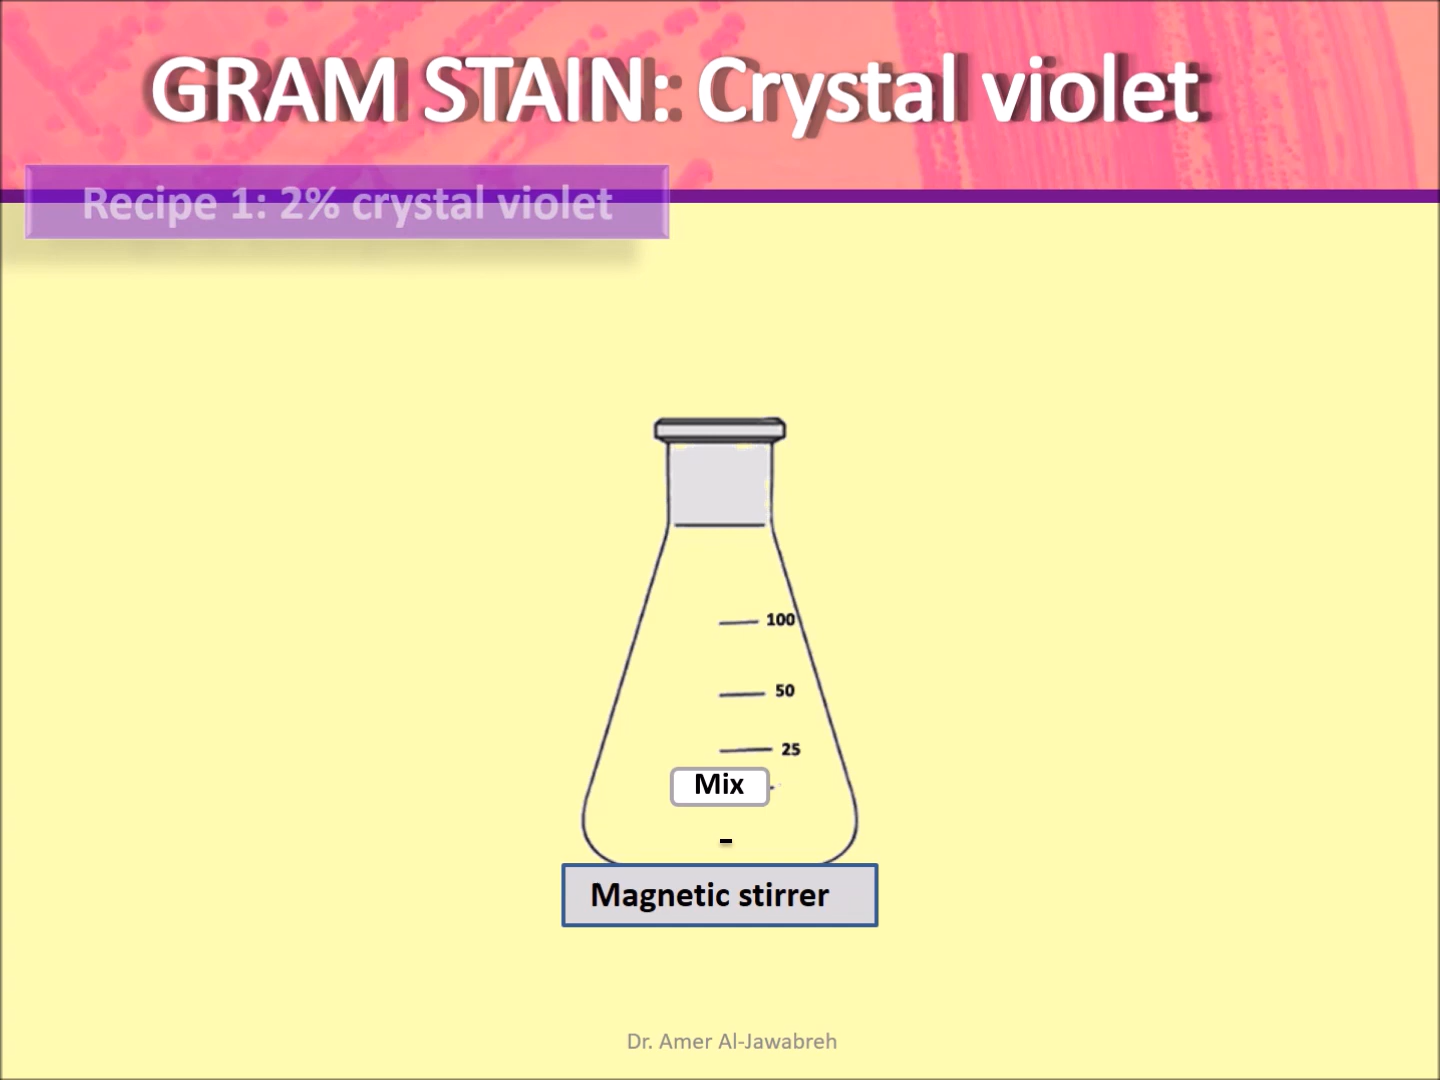 GRAM STAIN: Crystal violet
Recipe 1: 2% crystal violet
100
50
25
Mix
Magnetic stirrer
Dr. Amer Al-Jawabreh